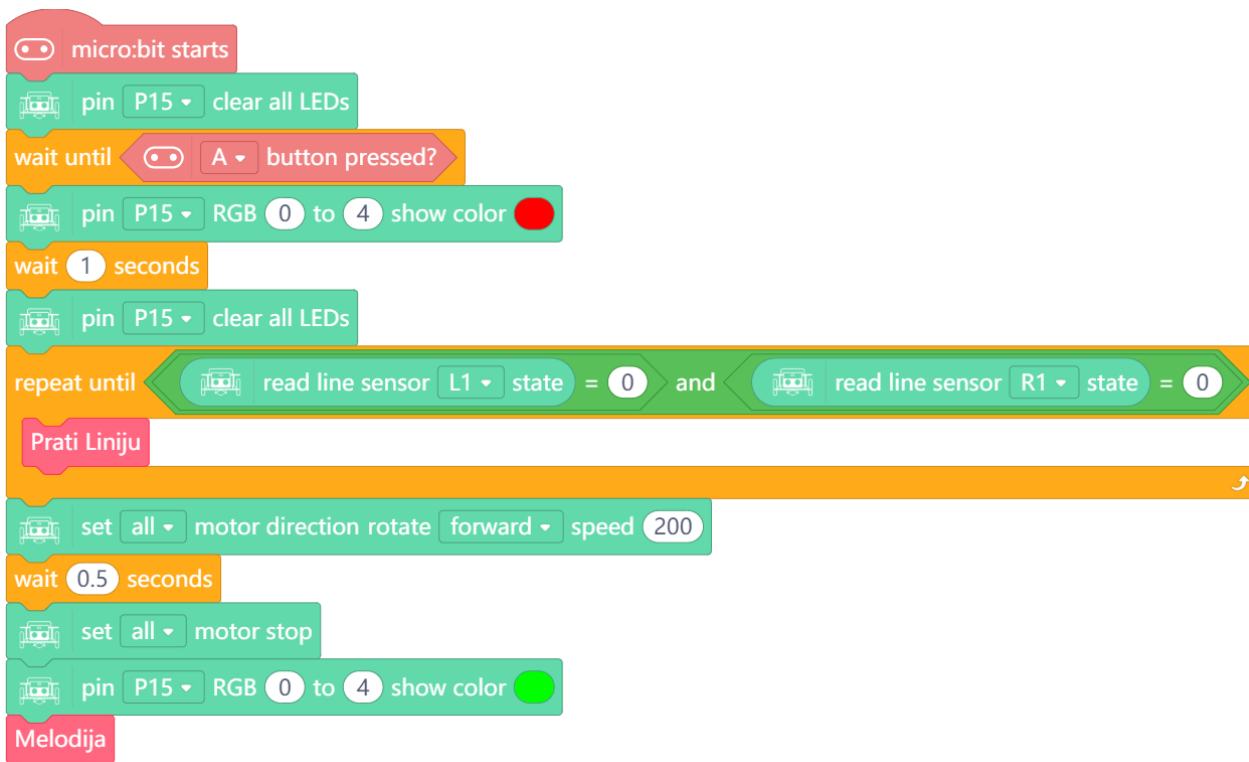 micro:bit starts
pin P15 clear all LEDs
wait until A button pressed?
pin P15 RGB 0 to 4 show color
wait 1 seconds
pin P15 clear all LEDs
repeat until read line sensor L1 state = 0 and read line sensor R1 state = 0
Prati Liniju
set all motor direction rotate forward speed 200
wait 0.5 seconds
set all motor stop
pin P15 RGB 0 to 4 show color
Melodija